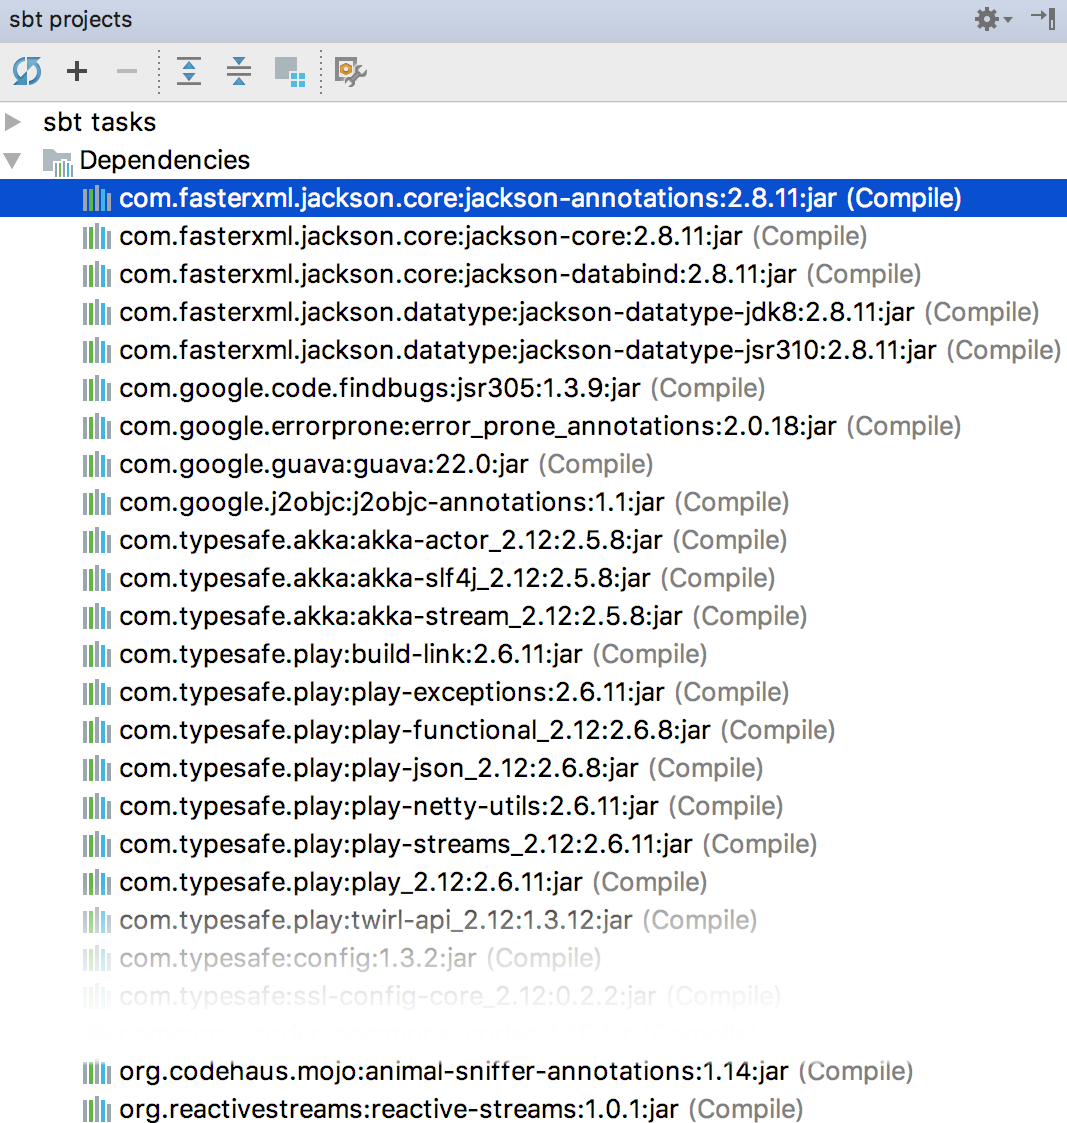 sbt projects
sbt tasks
Dependencies
com.fasterxml.jackson.core:jackson-annotations:2.8.11:jar (Compile)
com.fasterxml.jackson.core:jackson-core:2.8.11:jar (Compile)
com.fasterxml.jackson.core:jackson-databind:2.8.11:jar (Compile)
com.fasterxml.jackson.datatype:jackson-datatype-jdk8:2.8.11:jar (Compile)
com.fasterxml.jackson.datatype:jackson-datatype-jsr310:2.8.11:jar (Compile)
com.google.code.findbugs:jsr305:1.3.9:jar (Compile)
com.google.errorprone:error_prone_annotations:2.0.18:jar (Compile)
com.google.guava:guava:22.0:jar (Compile)
com.google.j2objc:j2objc-annotations:1.1:jar (Compile)
com.typesafe.akka:akka-actor_2.12:2.5.8:jar (Compile)
com.typesafe.akka:akka-slf4j_2.12:2.5.8:jar (Compile)
com.typesafe.akka:akka-stream_2.12:2.5.8:jar (Compile)
com.typesafe.play:build-link:2.6.11:jar (Compile)
com.typesafe.play:play-exceptions:2.6.11:jar (Compile)
com.typesafe.play:play-functional_2.12:2.6.8:jar (Compile)
com.typesafe.play:play-json_2.12:2.6.8:jar (Compile)
com.typesafe.play:play-netty-utils:2.6.11:jar (Compile)
com.typesafe.play:play-streams_2.12:2.6.11:jar (Compile)
com.typesafe.play:play_2.12:2.6.11:jar (Compile)
com.typesafe.play:twirl-api_2.12:1.3.12:jar (Compile)
com.typesafe:config:1.3.2:jar (Compile)
com.typesafe:ssl-config-core_2.12:0.2.2:jar (Compile)
org.codehaus.mojo:animal-sniffer-annotations:1.14:jar (Compile)
org.reactivestreams:reactive-streams:1.0.1:jar (Compile)